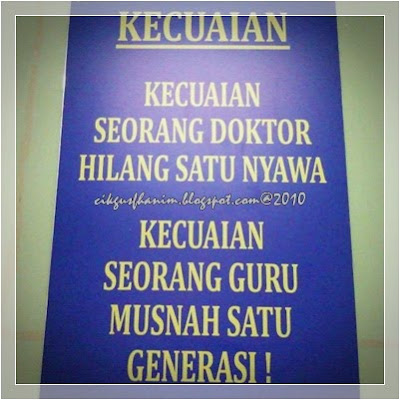 KECUAIAN
KECUAIAN
SEORANG DOKTOR
HILANG SATU NYAWA
cikgusfhanim.blogspot.com@2010
KECUAIAN
SEORANG GURU
MUSNAH SATU
GENERASI !